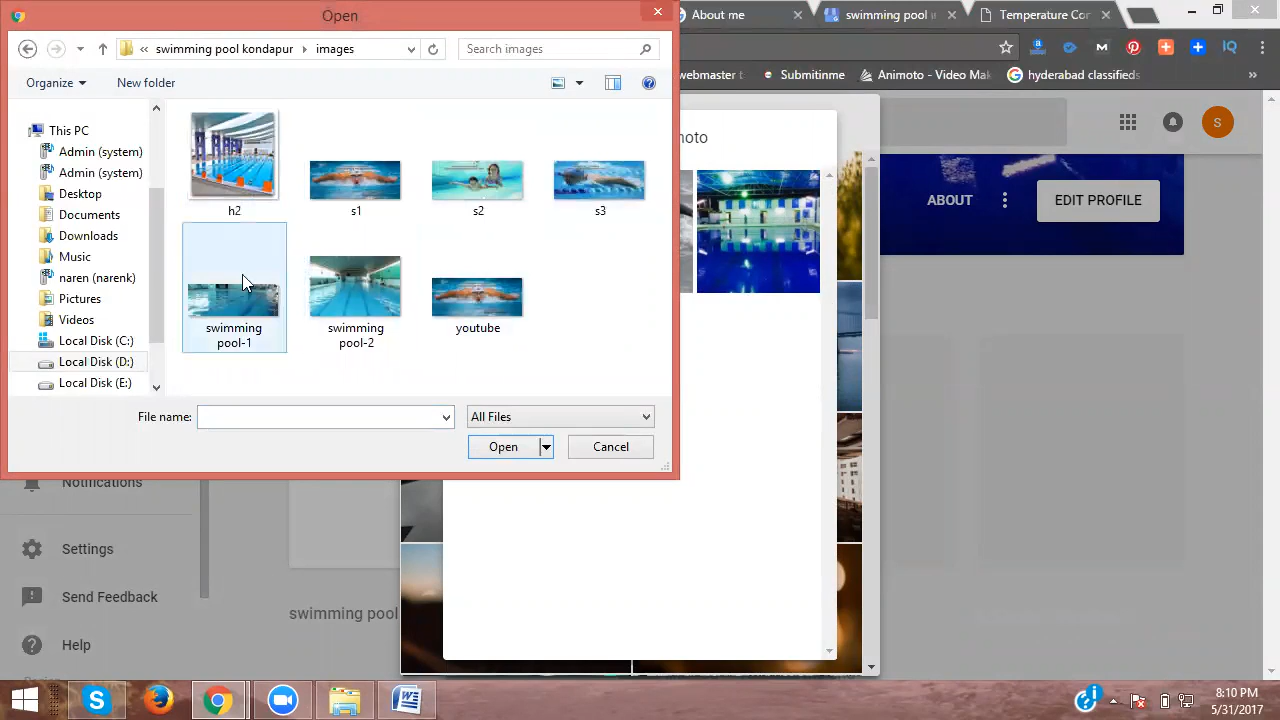 Open
About me
swimming pool i
Temperature Cor
swimming pool kondapur
images
Search images
webmaster
Submitinme
Animoto - Video Mak
hyderabad classifieds
Organize
New folder
This PC
Admin (system)
Admin (system)
Desktop
Documents
Downloads
Music
naren (narenk)
Pictures
Videos
Local Disk (C:)
Local Disk (D:)
Local Disk (E:)
h2
s1
s2
s3
swimming
pool-1
swimming
pool-2
youtube
File name:
All Files
Open
Cancel
noto
S
ABOUT
EDIT PROFILE
Notifications
Settings
Send Feedback
Help
swimming pool
8:10 PM
5/31/2017